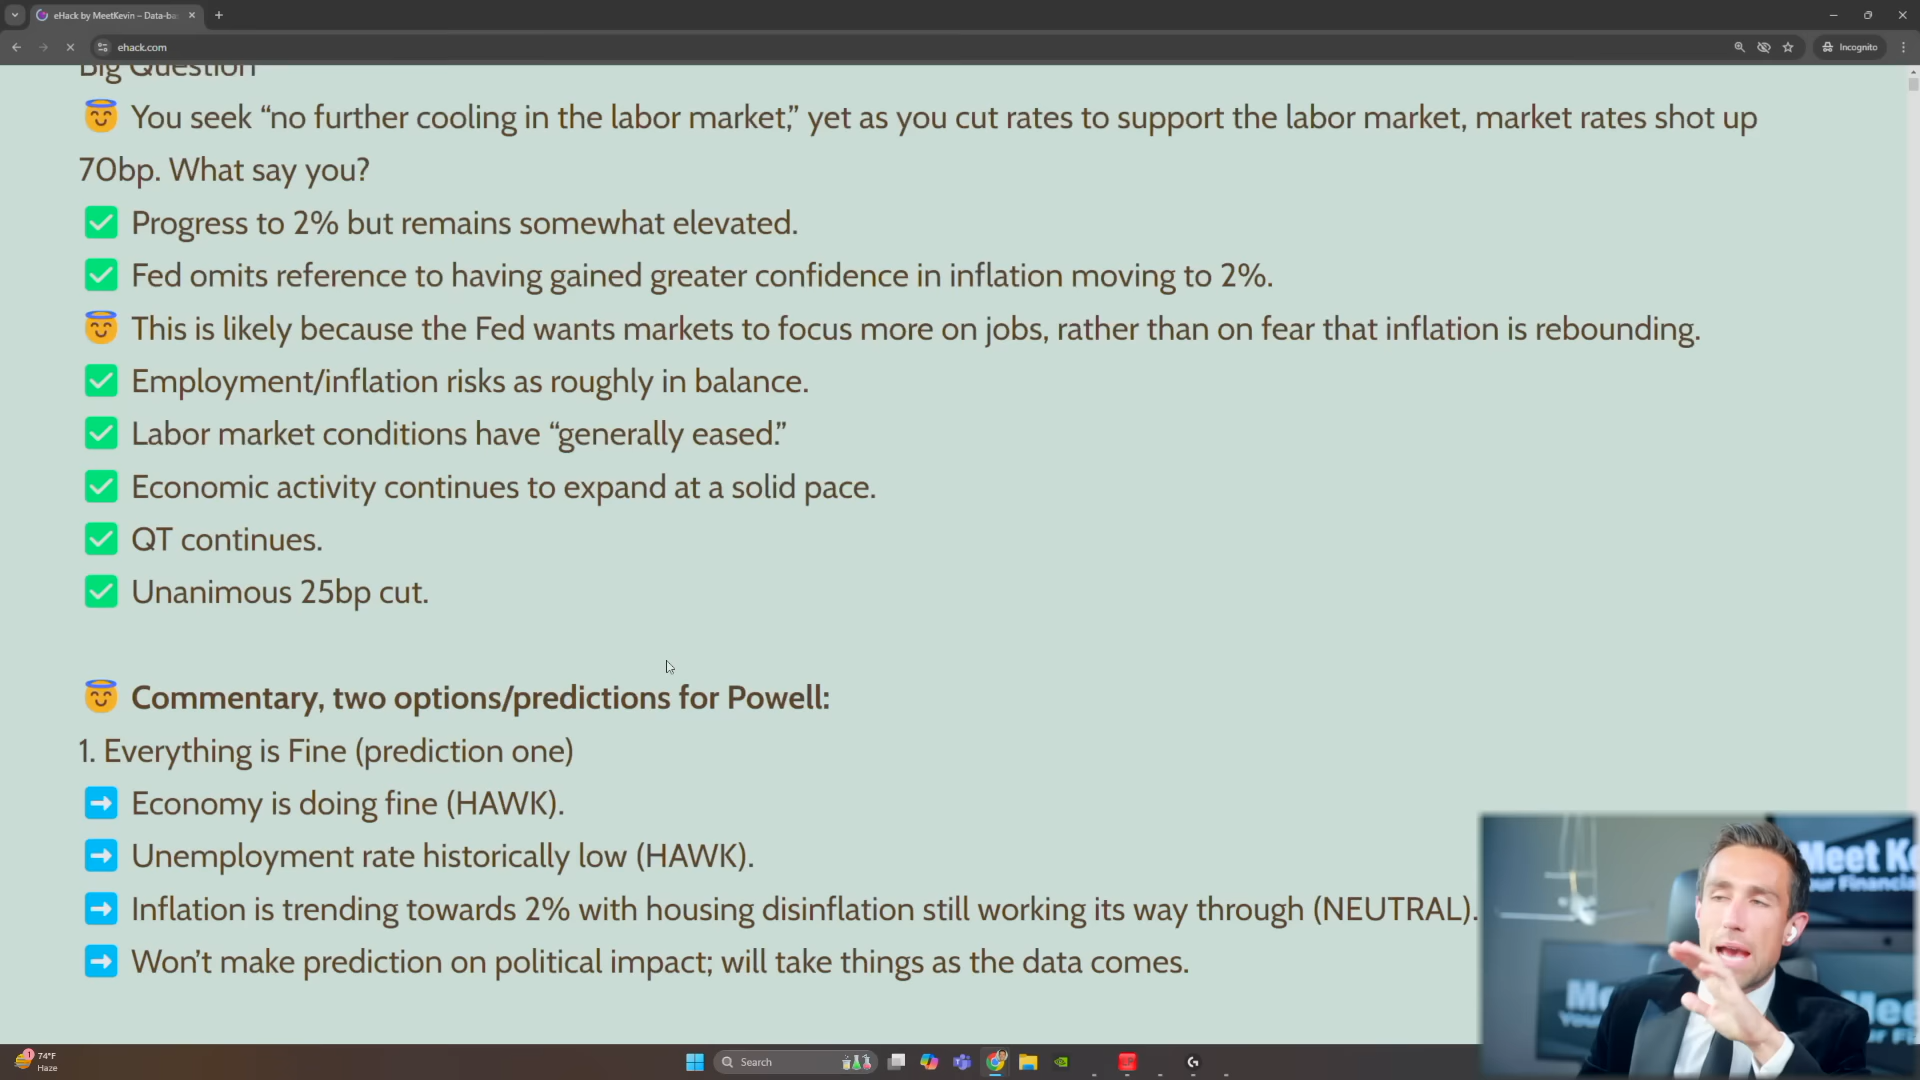 eHack by MeetKevin – Data-ba
ehack.com
Incognito
Big Question
You seek “no further cooling in the labor market,” yet as you cut rates to support the labor market, market rates shot up
70bp. What say you?
Progress to 2% but remains somewhat elevated.
Fed omits reference to having gained greater confidence in inflation moving to 2%.
This is likely because the Fed wants markets to focus more on jobs, rather than on fear that inflation is rebounding.
Employment/inflation risks as roughly in balance.
Labor market conditions have “generally eased.”
Economic activity continues to expand at a solid pace.
QT continues.
Unanimous 25bp cut.
Commentary, two options/predictions for Powell:
1. Everything is Fine (prediction one)
Economy is doing fine (HAWK).
Unemployment rate historically low (HAWK).
Inflation is trending towards 2% with housing disinflation still working its way through (NEUTRAL).
Won’t make prediction on political impact; will take things as the data comes.
Meet Ke
our Financia
1
74°F
Haze
Search